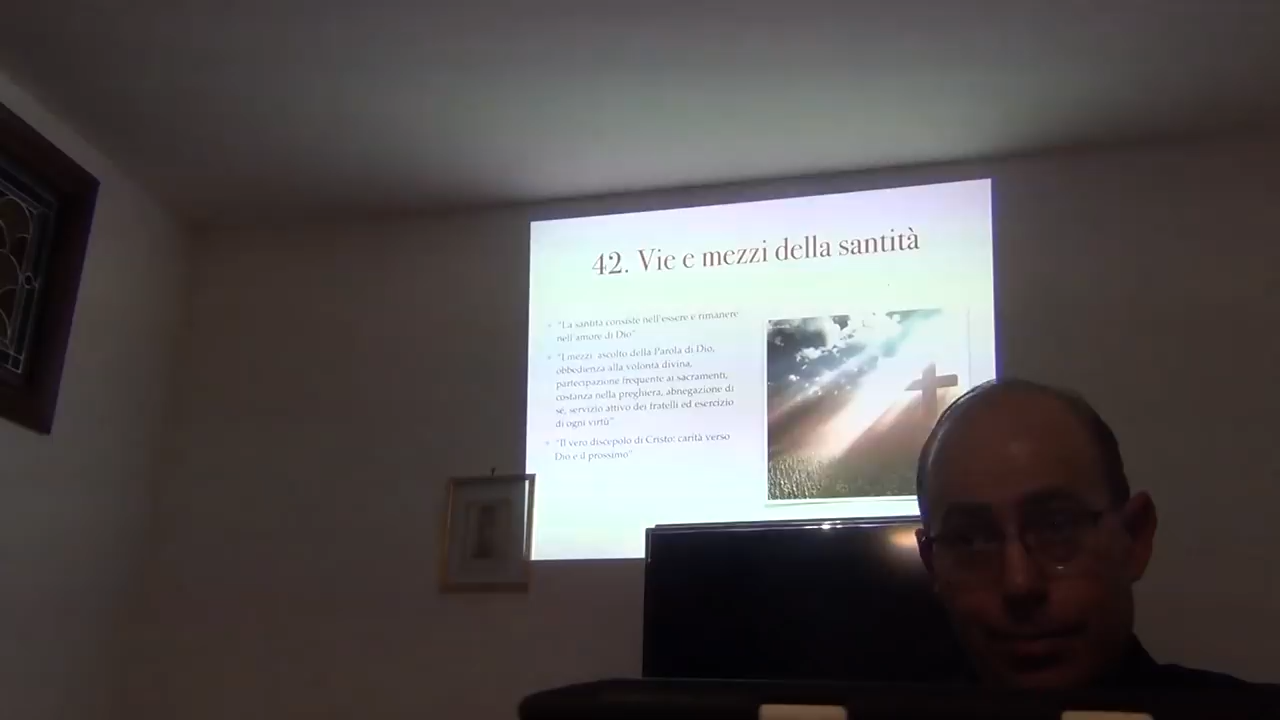 42. Vie e mezzi della santità
“La santità consiste nell'essere e rimanere
nell'amore di Dio”
“I mezzi: ascolto della Parola di Dio,
obbedienza alla volontà divina,
partecipazione frequente ai sacramenti,
costanza nella preghiera, abnegazione di
sé, servizio attivo dei fratelli ed esercizio
di ogni virtù”
“Il vero discepolo di Cristo: carità verso
Dio e il prossimo”